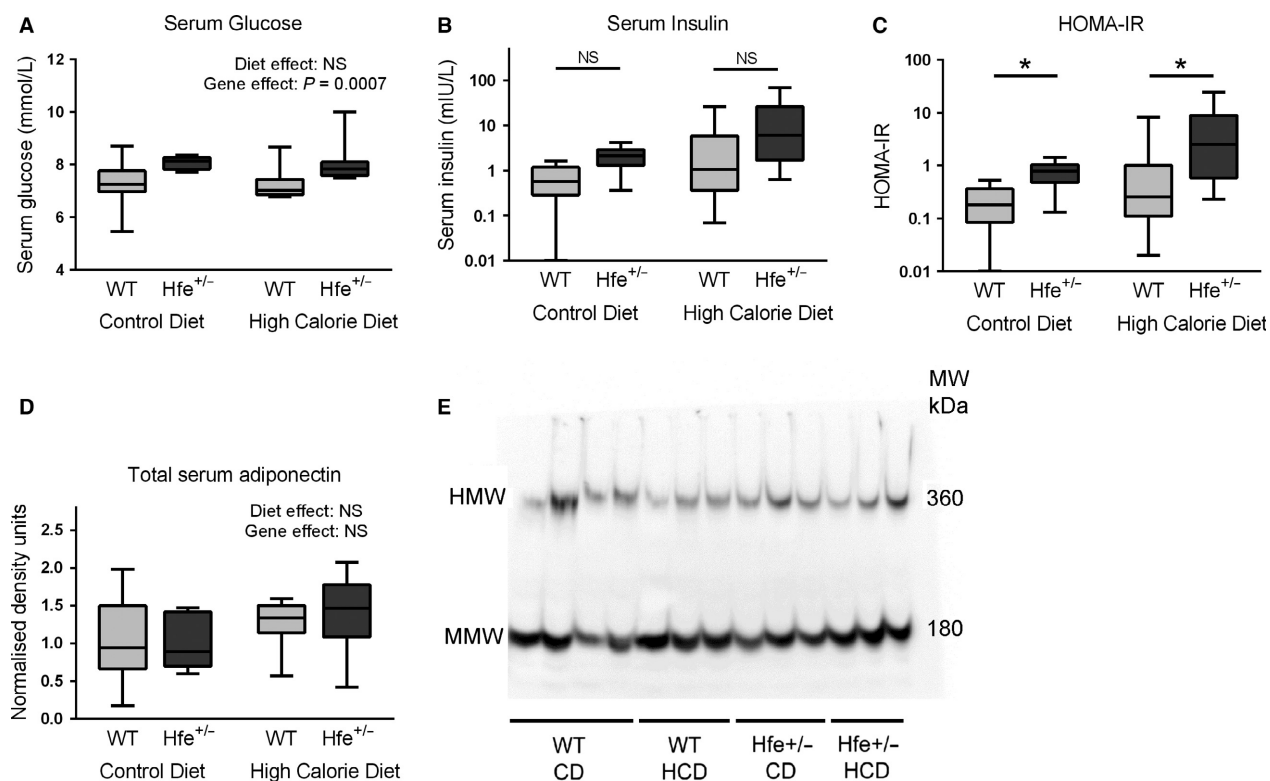 A
Serum Glucose
Diet effect: NS
Gene effect: P = 0.0007
Serum glucose (mmol/L)
12
10
8
6
4
WT Hfe+/– WT Hfe+/–
Control Diet High Calorie Diet
B
Serum Insulin
NS NS
Serum insulin (mIU/L)
100
10
1
0.1
0.01
WT Hfe+/– WT Hfe+/–
Control Diet High Calorie Diet
C
HOMA-IR
* *
HOMA-IR
100
10
1
0.1
0.01
WT Hfe+/– WT Hfe+/–
Control Diet High Calorie Diet
D
Total serum adiponectin
Diet effect: NS
Gene effect: NS
Normalised density units
2.5
2.0
1.5
1.0
0.5
0.0
WT Hfe+/– WT Hfe+/–
Control Diet High Calorie Diet
E
MW
kDa
HMW 360
MMW 180
WT WT Hfe+/– Hfe+/–
CD HCD CD HCD